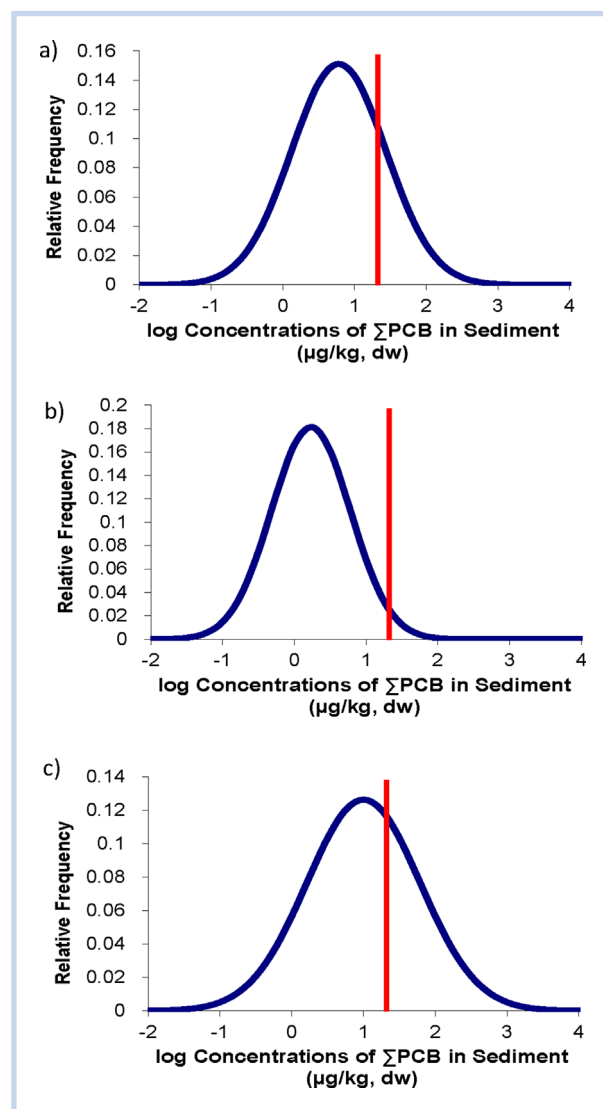 a)
0.16
0.14
0.12
0.1
0.08
0.06
0.04
0.02
0
Relative Frequency
-2 -1 0 1 2 3 4
log Concentrations of ∑PCB in Sediment
(µg/kg, dw)
b)
0.2
0.18
0.16
0.14
0.12
0.1
0.08
0.06
0.04
0.02
0
Relative Frequency
-2 -1 0 1 2 3 4
log Concentrations of ∑PCB in Sediment
(µg/kg, dw)
c)
0.14
0.12
0.10
0.08
0.06
0.04
0.02
0
Relative Frequency
-2 -1 0 1 2 3 4
log Concentrations of ∑PCB in Sediment
(µg/kg, dw)